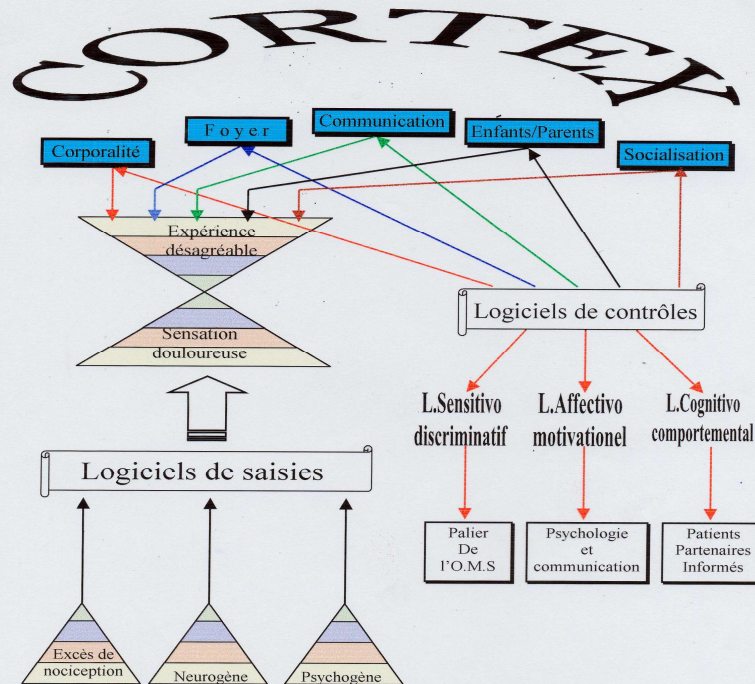 CORTEX
Corporalité
Foyer
Communication
Enfants/Parents
Socialisation
Expérience
désagréable
Sensation
douloureuse
Logiciels de contrôles
L.Sensitivo
discriminatif
L.Affectivo
motivationel
L.Cognitivo
comportemental
Logiciels de saisies
Palier
De
l'O.M.S
Psychologie
et
communication
Patients
Partenaires
Informés
Excès de
nociception
Neurogène
Psychogène